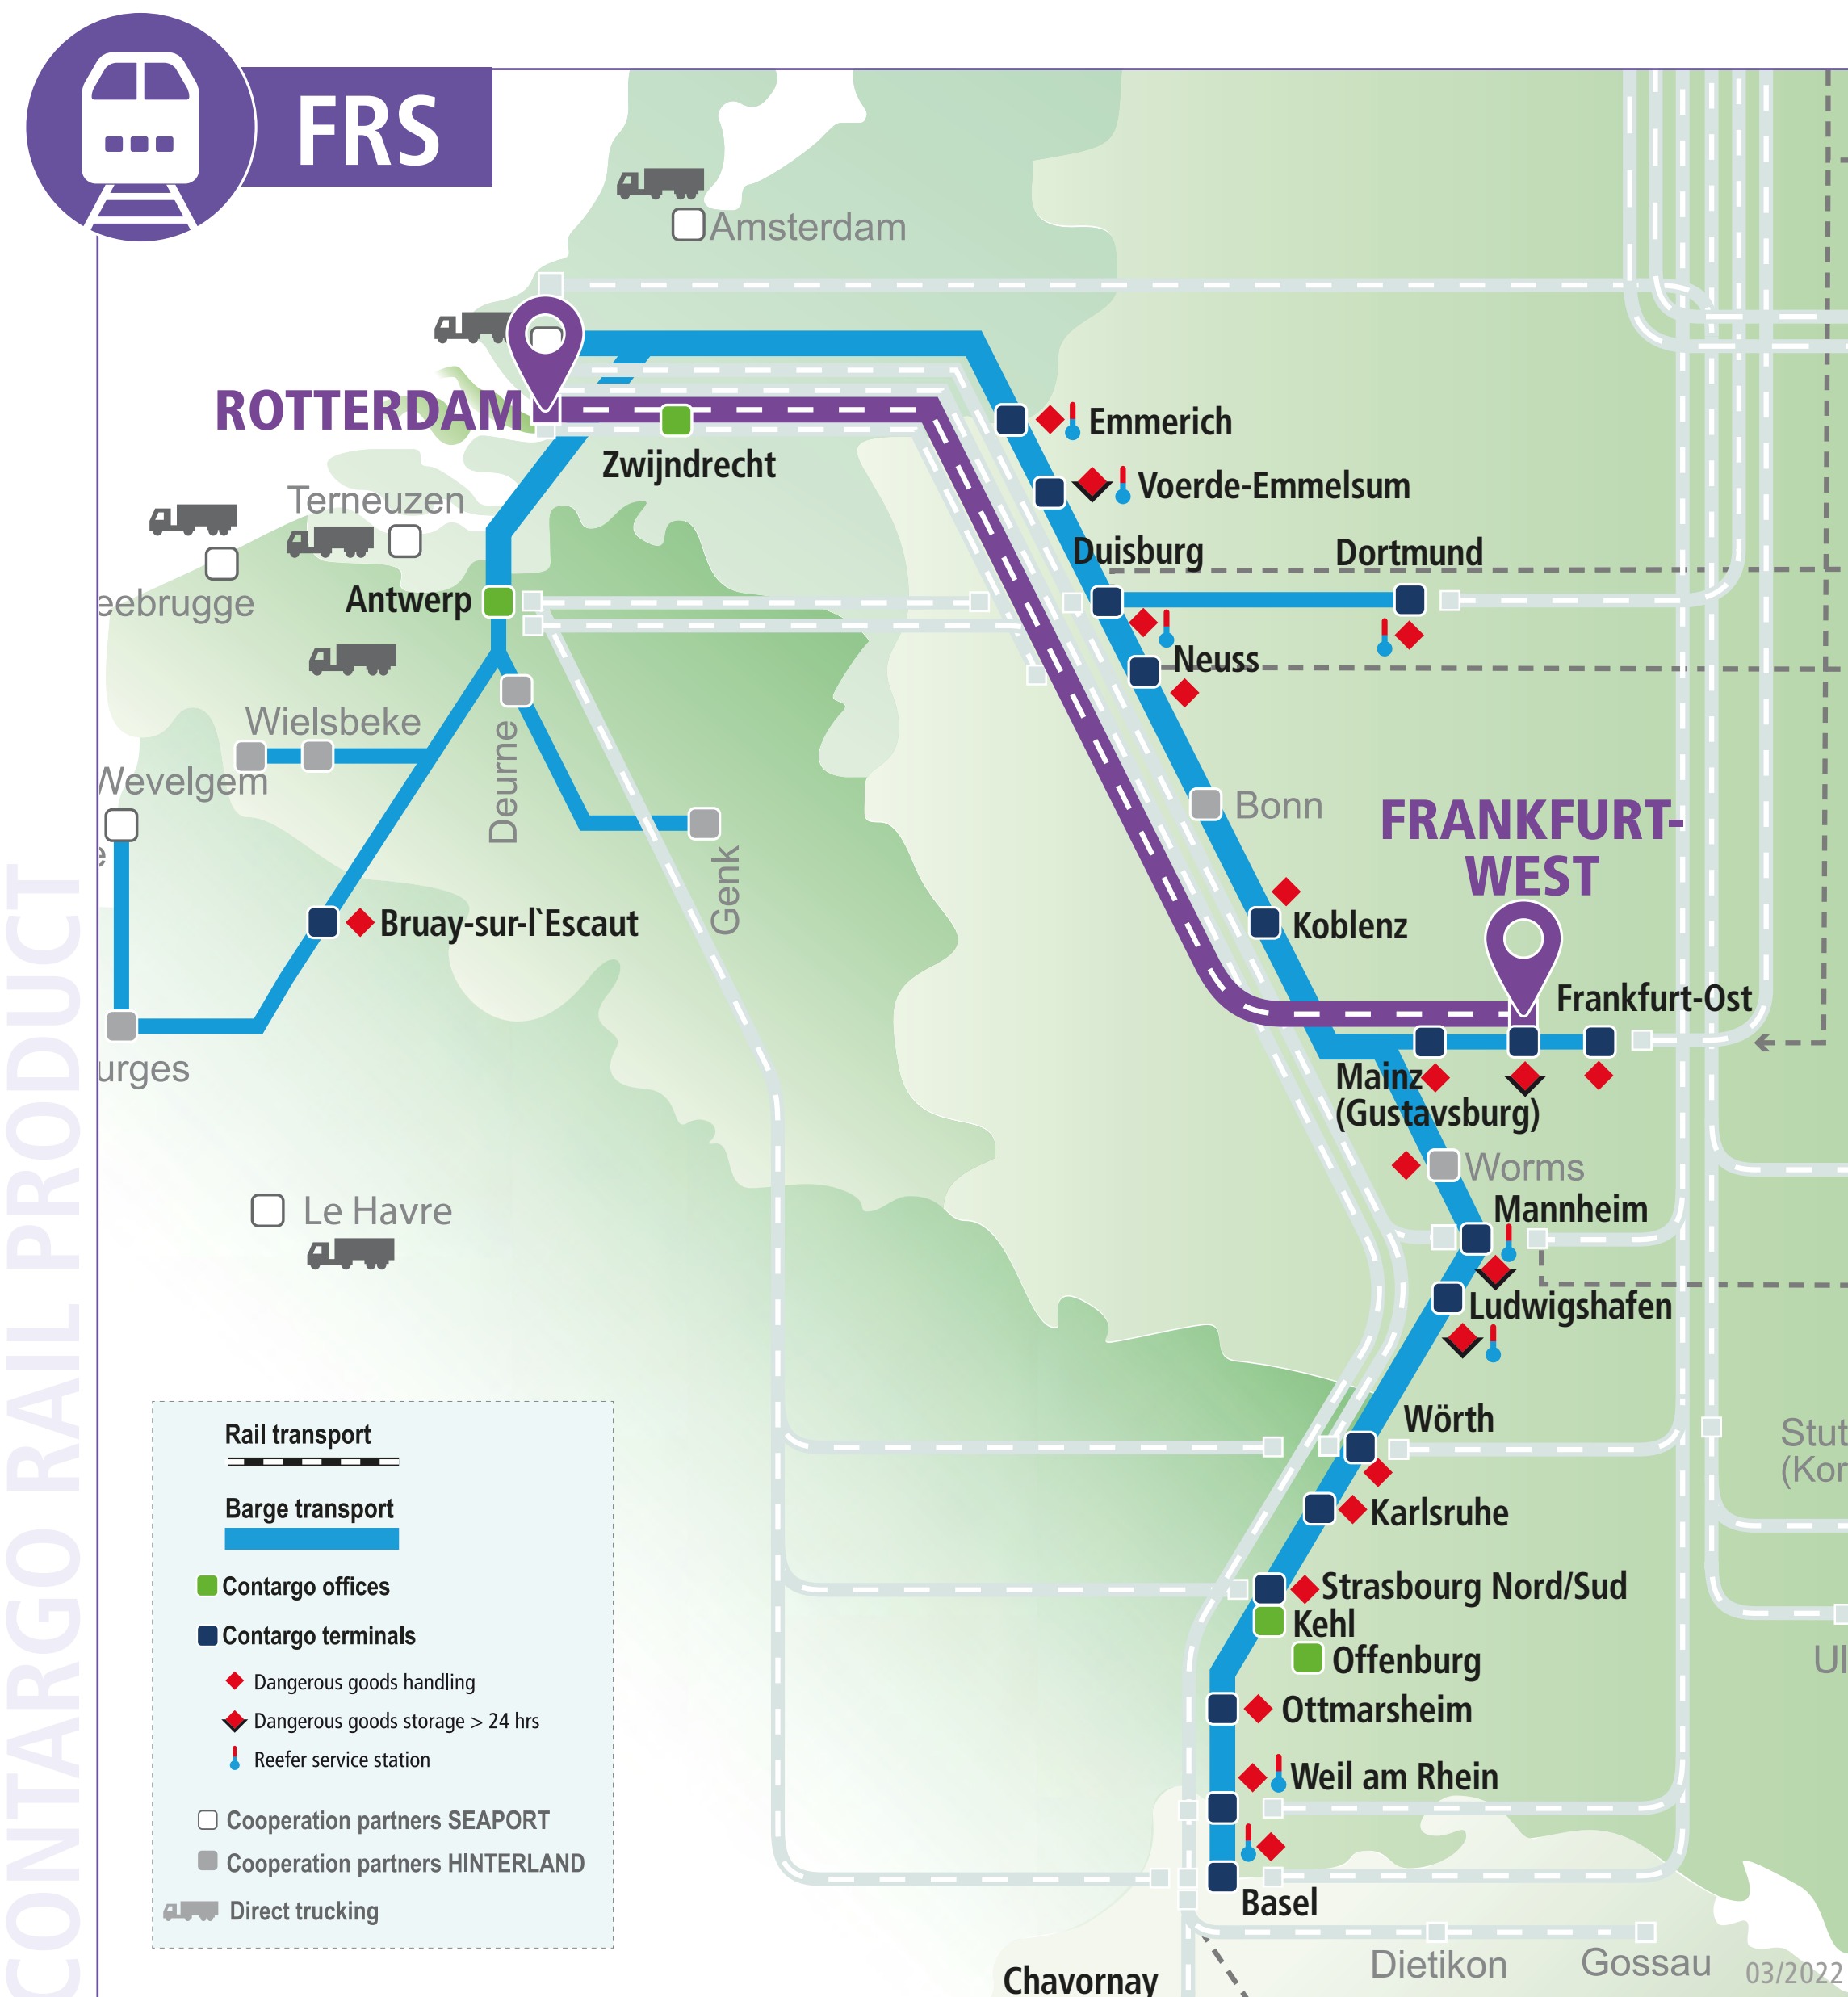 FRS
Amsterdam
ROTTERDAM
Zwijndrecht
Emmerich
Voerde-Emmelsum
Terneuzen
Duisburg
Dortmund
eebrugge
Antwerp
Neuss
Wielsbeke
Wevelgem
Deurne
Bonn
FRANKFURT-
WEST
e
Genk
Bruay-sur-l`Escaut
Koblenz
Frankfurt-Ost
urges
Mainz
(Gustavsburg)
Worms
Le Havre
Mannheim
Ludwigshafen
Wörth
Stut
(Kor
Karlsruhe
Strasbourg Nord/Sud
Kehl
Offenburg
Ul
Ottmarsheim
Weil am Rhein
Basel
Dietikon
Gossau
Chavornay
03/2022
CONTARGO RAIL PRODUCT
Rail transport
Barge transport
Contargo offices
Contargo terminals
Dangerous goods handling
Dangerous goods storage > 24 hrs
Reefer service station
Cooperation partners SEAPORT
Cooperation partners HINTERLAND
Direct trucking